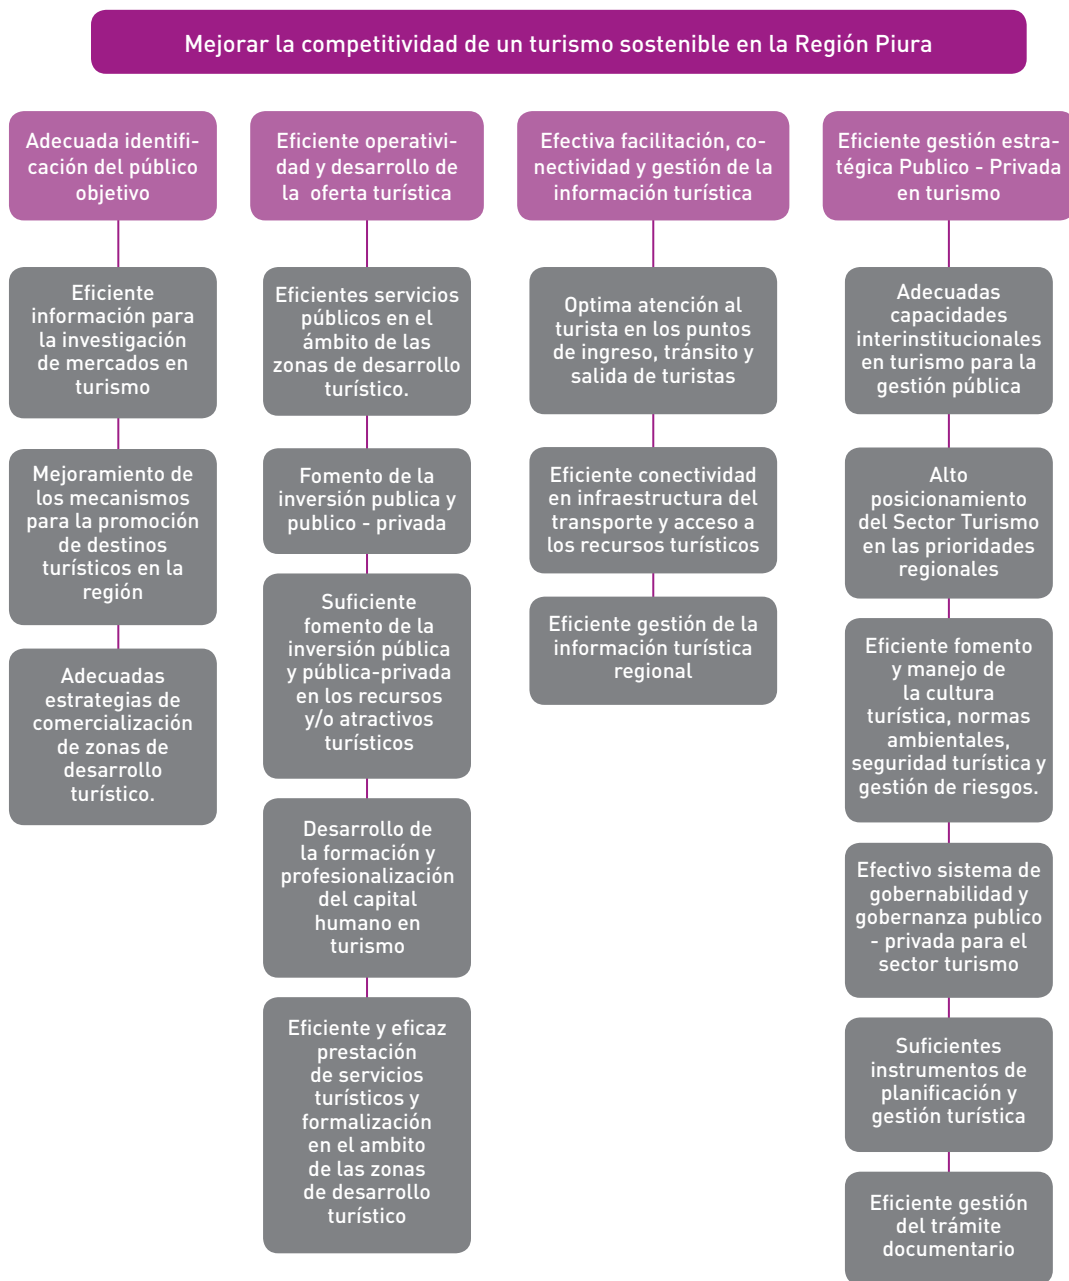 Mejorar la competitividad de un turismo sostenible en la Región Piura
Adecuada identifi-
cación del público
objetivo
Eficiente
información para
la investigación
de mercados en
turismo
Mejoramiento de
los mecanismos
para la promoción
de destinos
turísticos en la
región
Adecuadas
estrategias de
comercialización
de zonas de
desarrollo
turístico.
Eficiente operativi-
dad y desarrollo de
la oferta turística
Eficientes servicios
públicos en el
ámbito de las
zonas de desarrollo
turístico.
Fomento de la
inversión publica y
publico - privada
Suficiente
fomento de la
inversión pública
y pública-privada
en los recursos
y/o atractivos
turísticos
Desarrollo de
la formación y
profesionalización
del capital
humano en
turismo
Eficiente y eficaz
prestación
de servicios
turísticos y
formalización
en el ambito
de las zonas
de desarrollo
turístico
Efectiva facilitación, co-
nectividad y gestión de la
información turística
Optima atención al
turista en los puntos
de ingreso, tránsito y
salida de turistas
Eficiente conectividad
en infraestructura del
transporte y acceso a
los recursos turísticos
Eficiente gestión de la
información turística
regional
Eficiente gestión estra-
tégica Publico - Privada
en turismo
Adecuadas
capacidades
interinstitucionales
en turismo para la
gestión pública
Alto
posicionamiento
del Sector Turismo
en las prioridades
regionales
Eficiente fomento
y manejo de
la cultura
turística, normas
ambientales,
seguridad turística y
gestión de riesgos.
Efectivo sistema de
gobernabilidad y
gobernanza publico
- privada para el
sector turismo
Suficientes
instrumentos de
planificación y
gestión turística
Eficiente gestión
del trámite
documentario